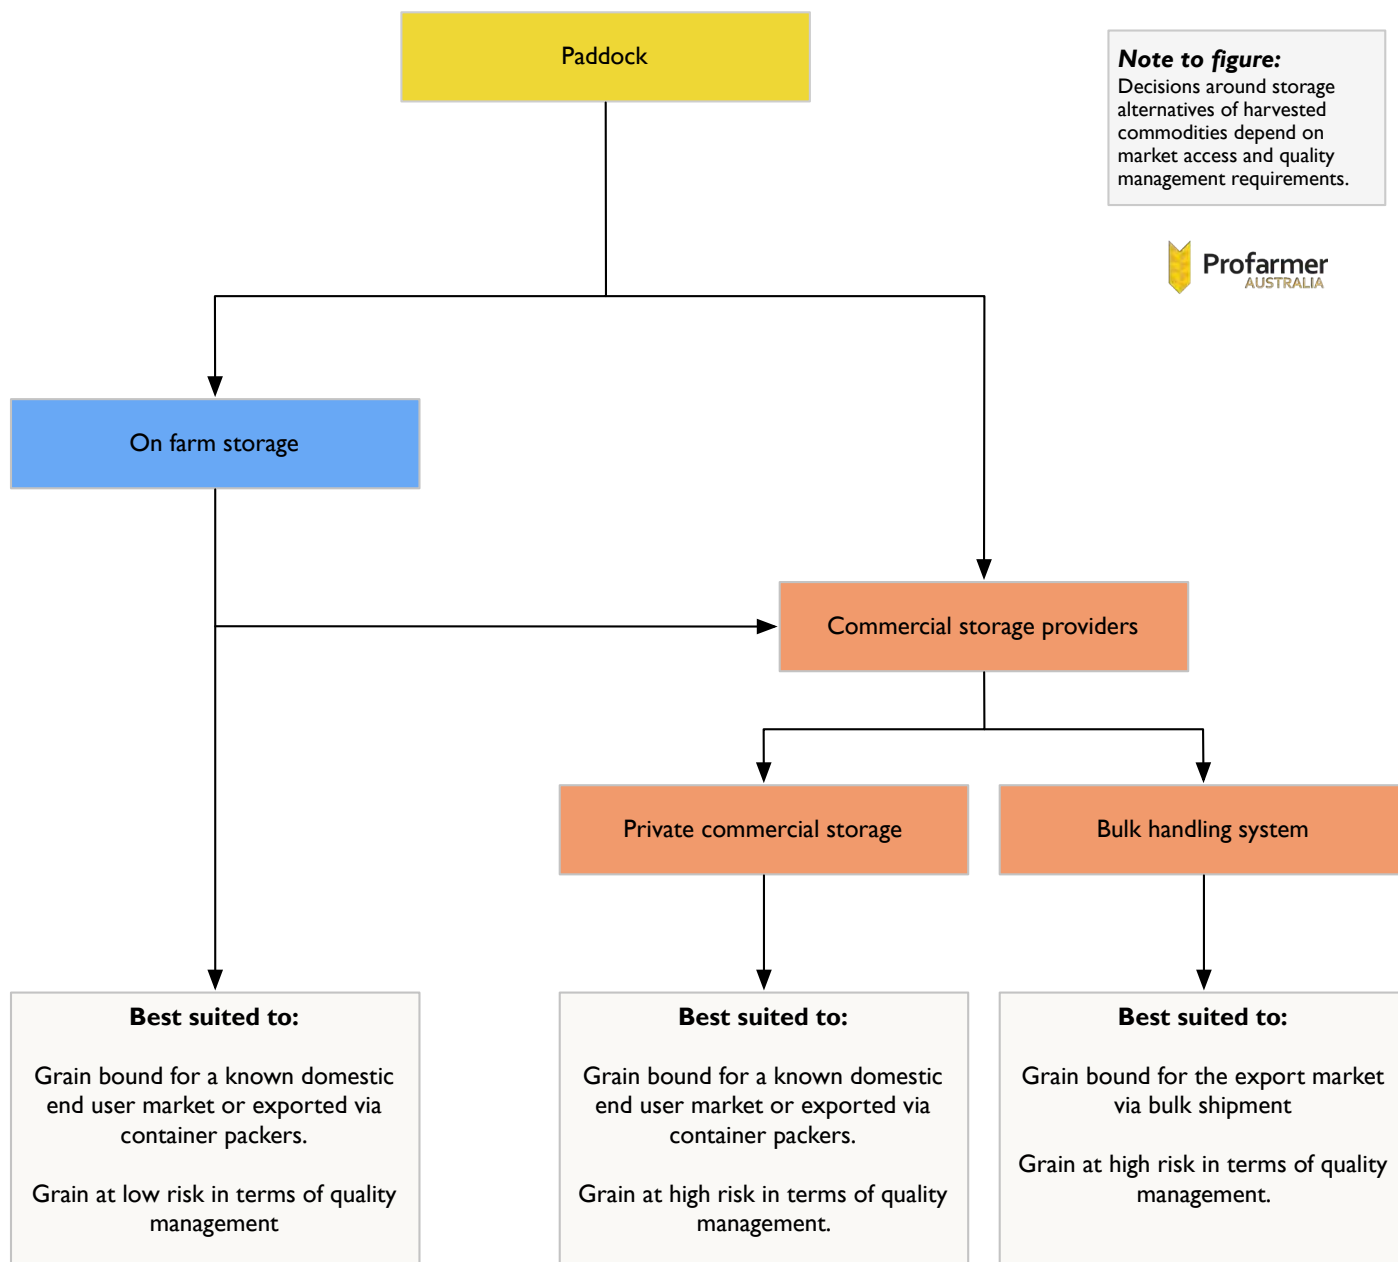 Paddock
Note to figure:
Decisions around storage
alternatives of harvested
commodities depend on
market access and quality
management requirements.
Profarmer
AUSTRALIA
On farm storage
Commercial storage providers
Private commercial storage
Bulk handling system
Best suited to:
Grain bound for a known domestic
end user market or exported via
container packers.
Grain at low risk in terms of quality
management
Best suited to:
Grain bound for a known domestic
end user market or exported via
container packers.
Grain at high risk in terms of quality
management.
Best suited to:
Grain bound for the export market
via bulk shipment
Grain at high risk in terms of quality
management.